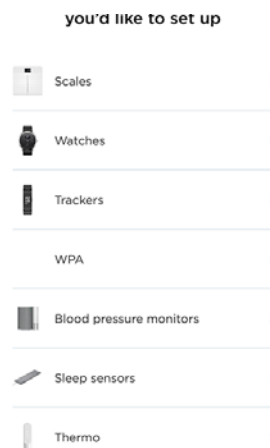 you'd like to set up
Scales
Watches
Trackers
WPA
Blood pressure monitors
Sleep sensors
Thermo